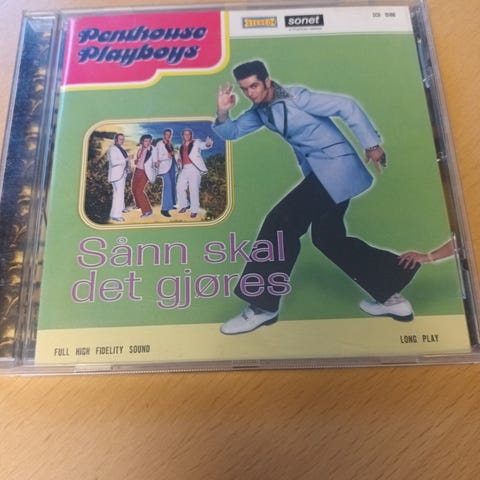 Penthouse
Playboys
STEREO
sonet
Sånn skal
det gjøres
FULL HIGH FIDELITY SOUND
LONG PLAY